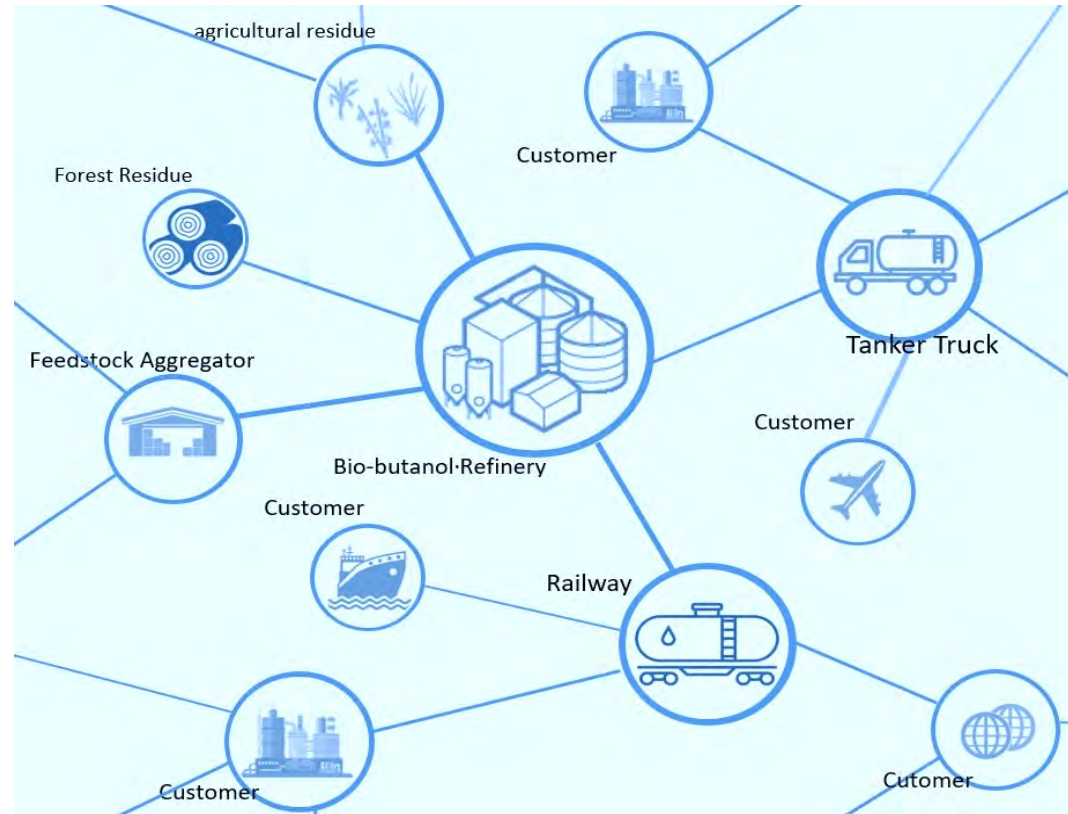 agricultural residue
Customer
Forest Residue
Tanker Truck
Feedstock Aggregator
Customer
Bio-butanol·Refinery
Customer
Railway
Cutomer
Customer